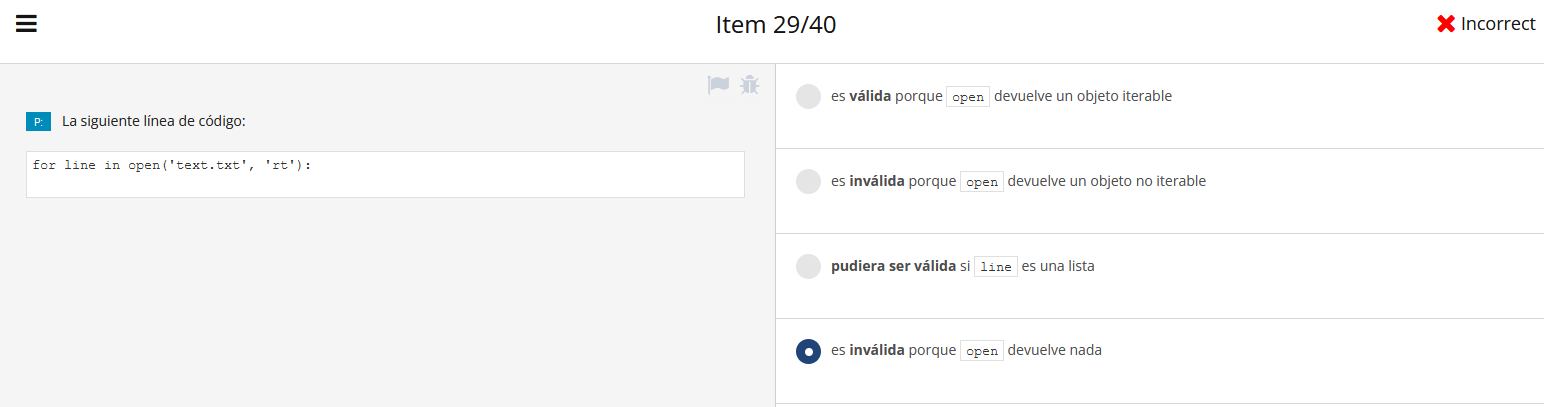 Item 29/40
Incorrect
P: La siguiente línea de código:
for line in open('text.txt', 'rt'):
es válida porque open devuelve un objeto iterable
es inválida porque open devuelve un objeto no iterable
pudiera ser válida si line es una lista
es inválida porque open devuelve nada